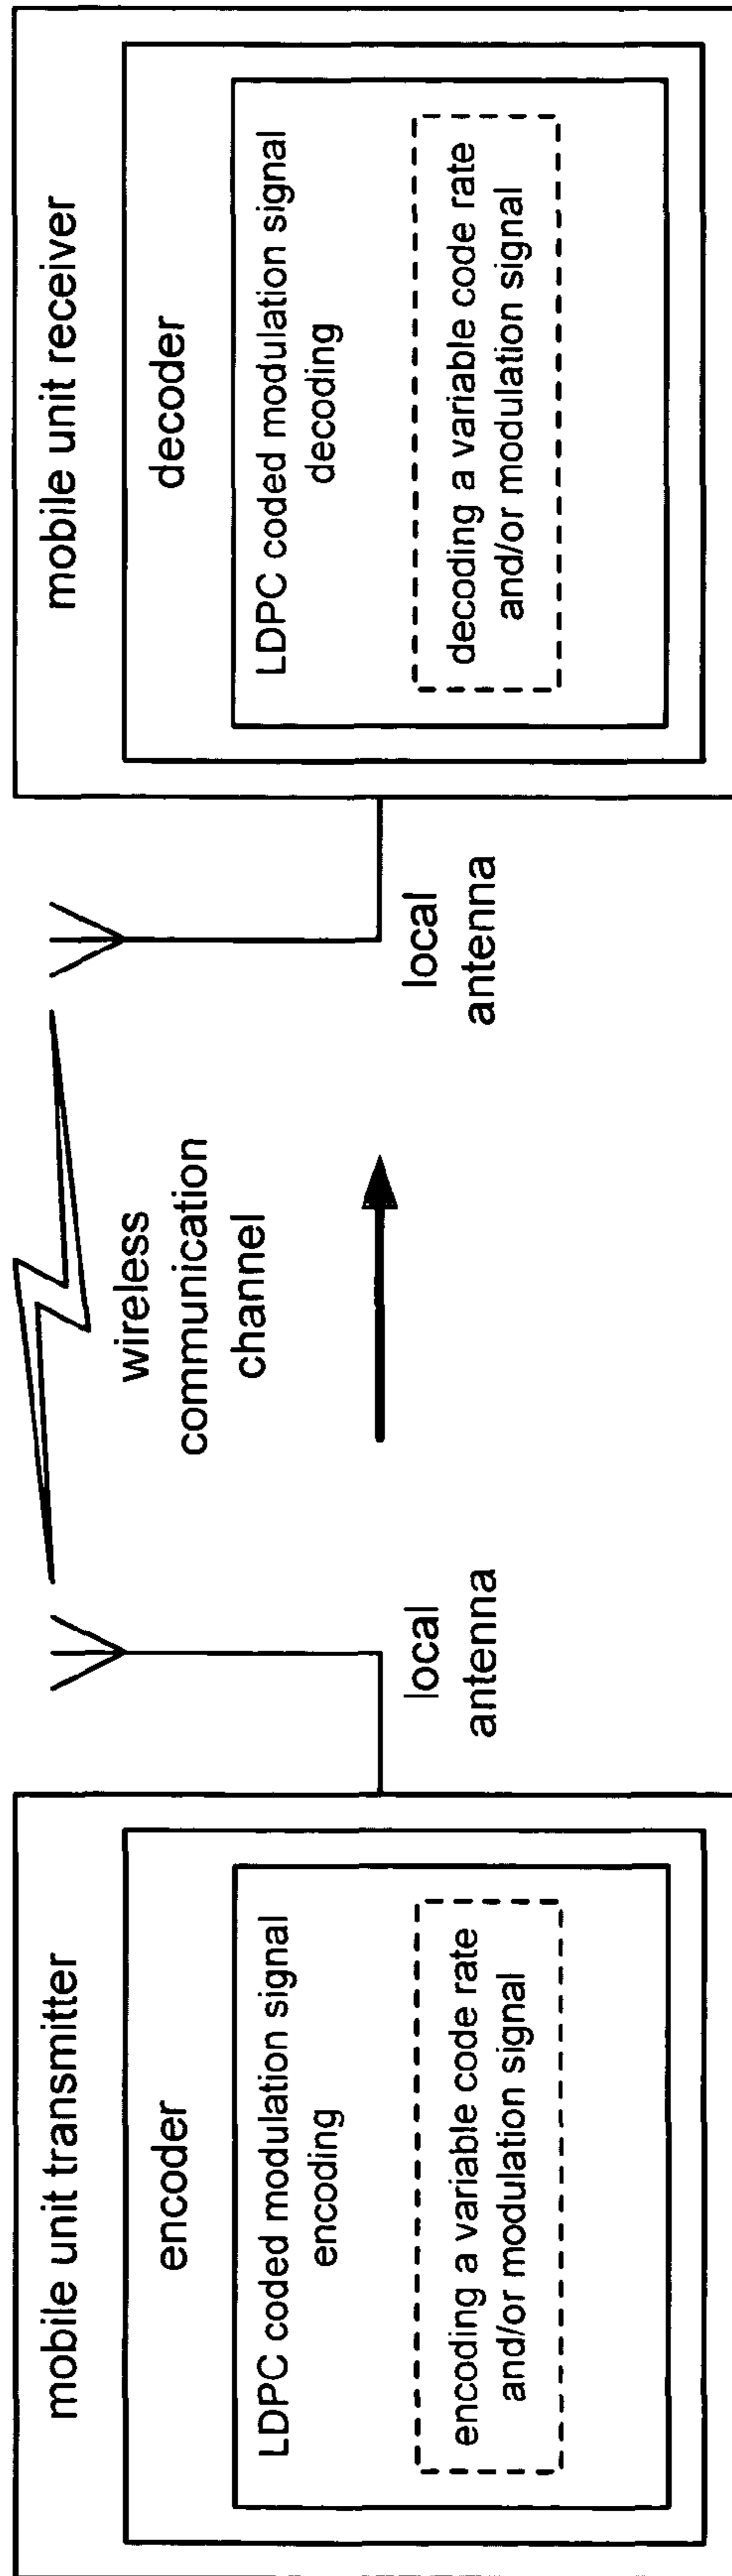 mobile unit transmitter
encoder
LDPC coded modulation signal
encoding
encoding a variable code rate
and/or modulation signal
local
antenna
wireless
communication
channel
local
antenna
mobile unit receiver
decoder
LDPC coded modulation signal
decoding
decoding a variable code rate
and/or modulation signal